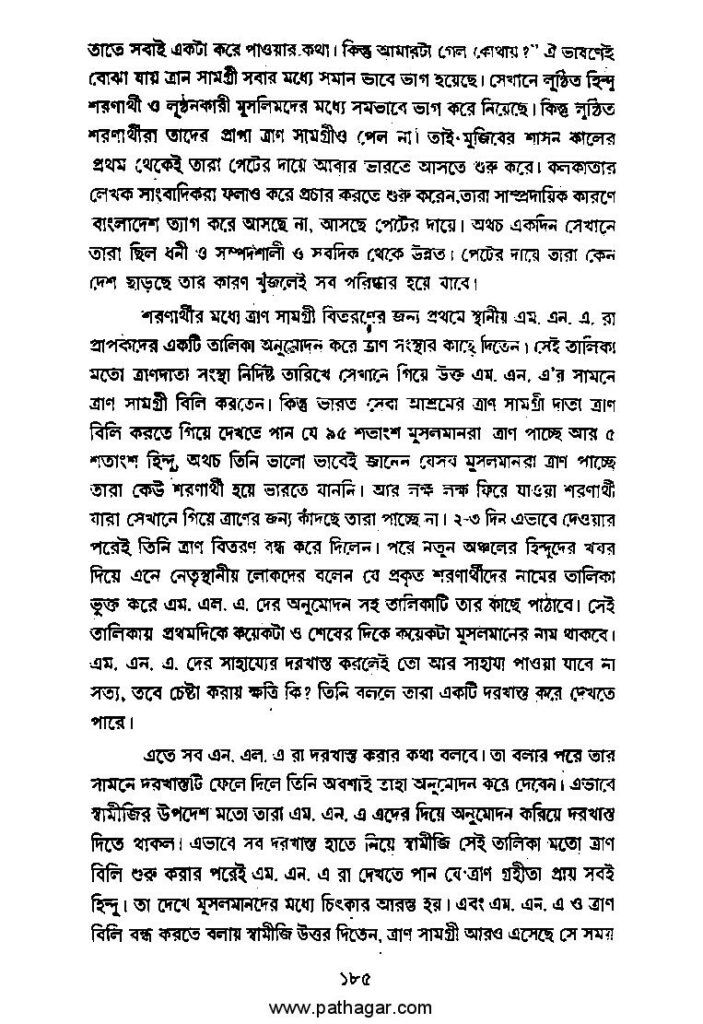 তাতে সবাই একটা করে পাওয়ার কথা। কিন্তু আমারটা গেল কোথায়?" ঐ ভাষণেই
বোঝা যায় ত্রান সামগ্রী সবার মধ্যে সমান ভাবে ভাগ হয়েছে। সেখানে লুণ্ঠিত হিন্দু
শরণার্থী ও লুণ্ঠনকারী মুসলিমদের মধ্যে সমভাবে ভাগ করে নিয়েছে। কিন্তু লুণ্ঠিত
শরণার্থীরা তাদের প্রাপ্য ত্রাণ সামগ্রীও পেল না। তাই মুজিবের শাসন কালের
প্রথম থেকেই তারা পেটের দায়ে আবার ভারতে আসতে শুরু করে। কলকাতার
লেখক সাংবাদিকরা ফলাও করে প্রচার করতে শুরু করেন,তারা সাম্প্রদায়িক কারণে
বাংলাদেশ ত্যাগ করে আসছে না, আসছে পেটের দায়ে। অথচ একদিন সেখানে
তারা ছিল ধনী ও সম্পদশালী ও সবদিক থেকে উন্নত। পেটের দায়ে তারা কেন
দেশ ছাড়ছে তার কারণ খুঁজলেই সব পরিষ্কার হয়ে যাবে।
শরণার্থীর মধ্যে ত্রাণ সামগ্রী বিতরণের জন্য প্রথমে স্থানীয় এম. এন. এ. রা
প্রাপকদের একটি তালিকা অনুমোদন করে ত্রাণ সংস্থার কাছে দিতেন। সেই তালিকা
মতো ত্রাণদাতা সংস্থা নির্দিষ্ট তারিখে সেখানে গিয়ে উক্ত এম. এন. এ'র সামনে
ত্রাণ সামগ্রী বিলি করতেন। কিন্তু ভারত সেবা আশ্রমের ত্রাণ সামগ্রী দাতা ত্রাণ
বিলি করতে গিয়ে দেখতে পান যে ৯৫ শতাংশ মুসলমানরা ত্রাণ পাচ্ছে আর ৫
শতাংশ হিন্দু, অথচ তিনি ভালো ভাবেই জানেন যেসব মুসলমানরা ত্রাণ পাচ্ছে
তারা কেউ শরণার্থী হয়ে ভারতে যাননি। আর লক্ষ লক্ষ ফিরে যাওয়া শরণার্থী
যারা সেখানে গিয়ে ত্রাণের জন্য কাঁদছে তারা পাচ্ছে না। ২-৩ দিন এভাবে দেওয়ার
পরেই তিনি ত্রাণ বিতরণ বন্ধ করে দিলেন। পরে নতুন অঞ্চলের হিন্দুদের খবর
দিয়ে এনে নেতৃস্থানীয় লোকদের বলেন যে প্রকৃত শরণার্থীদের নামের তালিকা
ভুক্ত করে এম. এল. এ. দের অনুমোদন সহ তালিকাটি তার কাছে পাঠাবে। সেই
তালিকায় প্রথমদিকে কয়েকটা ও শেষের দিকে কয়েকটা মুসলমানের নাম থাকবে।
এম. এন. এ. দের সাহায্যের দরখাস্ত করলেই তো আর সাহায্য পাওয়া যাবে না
সত্য, তবে চেষ্টা করায় ক্ষতি কি? তিনি বললে তারা একটি দরখাস্ত করে দেখতে
পারে।
এতে সব এন. এল. এ রা দরখাস্ত করার কথা বলবে। তা বলার পরে তার
সামনে দরখাস্তটি ফেলে দিলে তিনি অবশ্যই তাহা অনুমোদন করে দেবেন। এভাবে
স্বামীজির উপদেশ মতো তারা এম. এন. এ এদের দিয়ে অনুমোদন করিয়ে দরখাস্ত
দিতে থাকল। এভাবে সব দরখাস্ত হাতে নিয়ে স্বামীজি সেই তালিকা মতো ত্রাণ
বিলি শুরু করার পরেই এম. এন. এ রা দেখতে পান যে ত্রাণ গ্রহীতা প্রায় সবই
হিন্দু। তা দেখে মুসলমানদের মধ্যে চিৎকার আরম্ভ হয়। এবং এম. এন. এ ও ত্রাণ
বিলি বন্ধ করতে বলায় স্বামীজি উত্তর দিতেন, ত্রাণ সামগ্রী আরও এসেছে সে সময়
১৮৫
www.pathagar.com